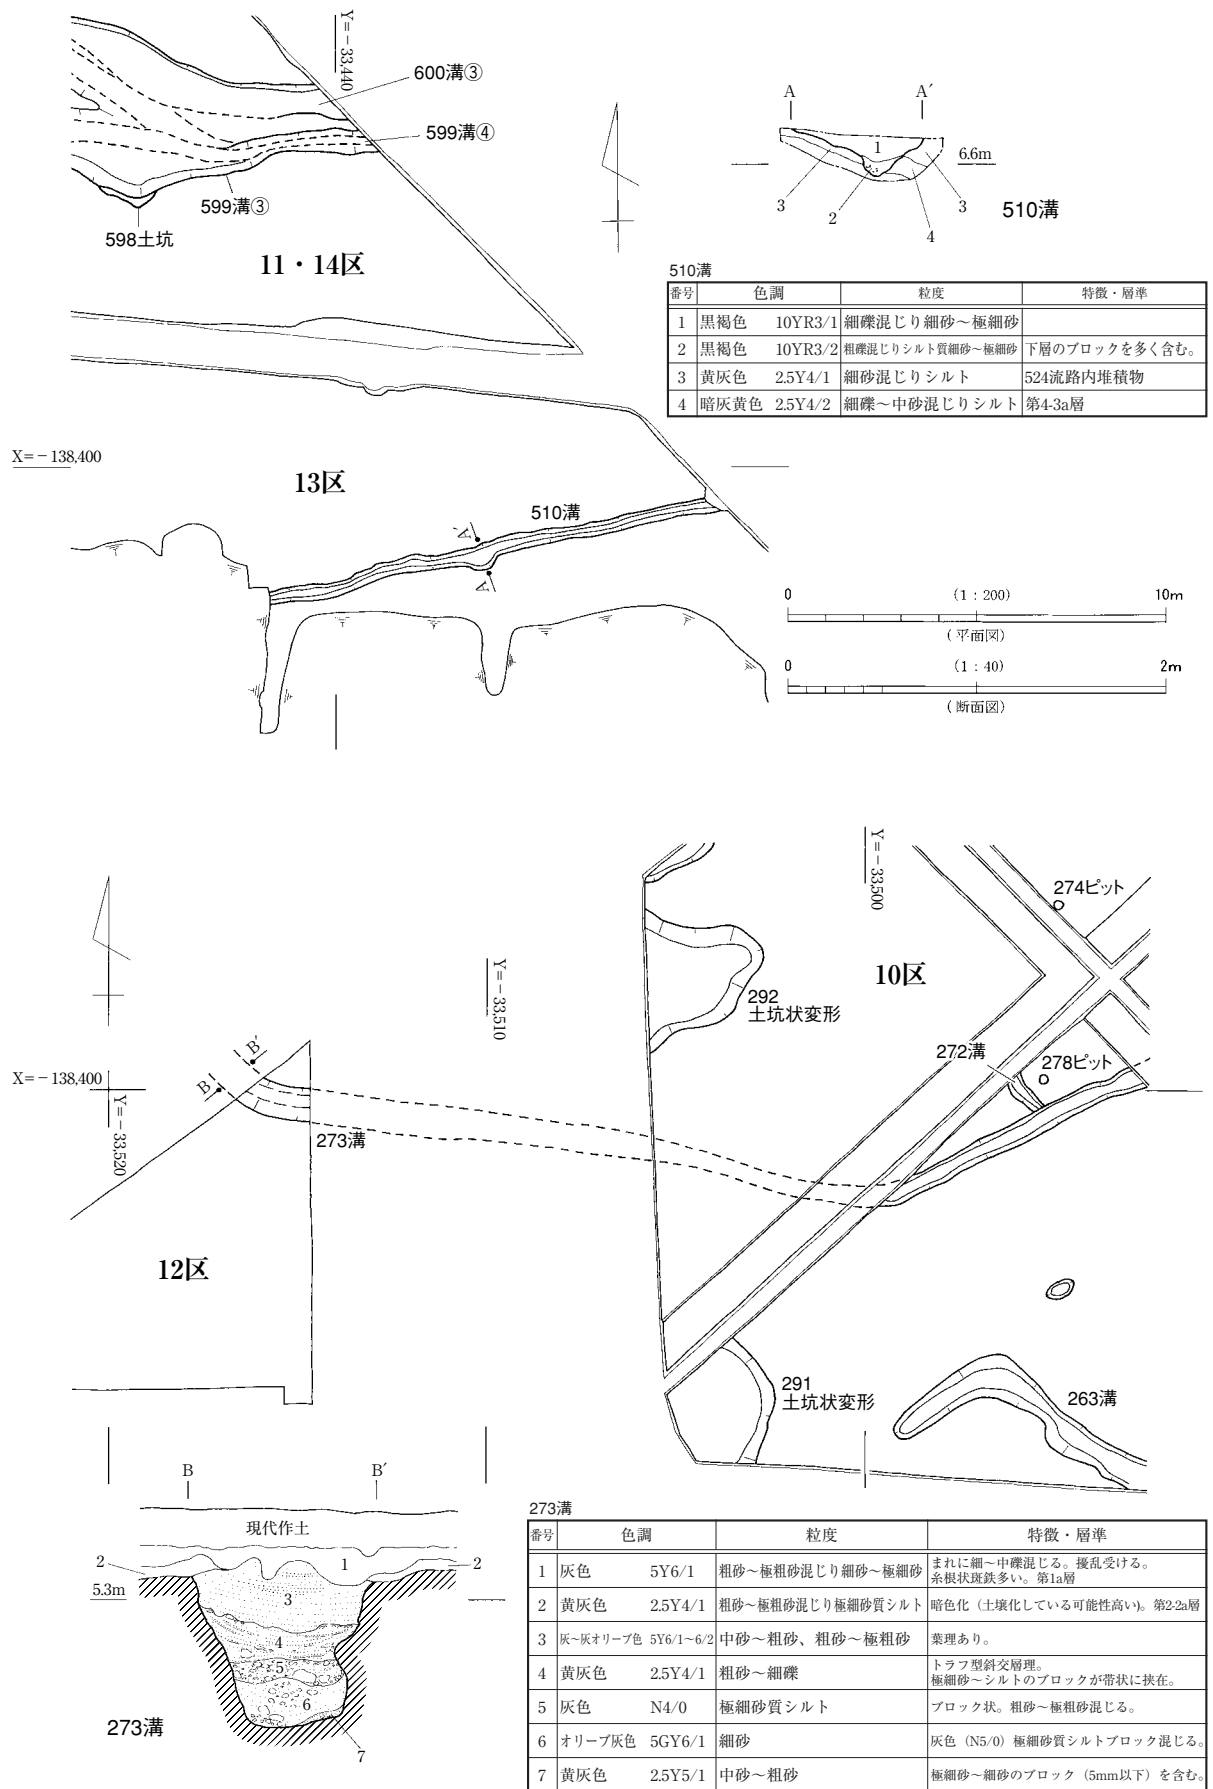 Y=－33,440
600溝③
599溝④
599溝③
598土坑
11・14区
A A´
1
6.6m
3 2 3
4
510溝
510溝
番号 色調 粒度 特徴・層準
1 黒褐色 10YR3/1 細礫混じり細砂～極細砂
2 黒褐色 10YR3/2 粗礫混じりシルト質細砂～極細砂 下層のブロックを多く含む。
3 黄灰色 2.5Y4/1 細砂混じりシルト 524流路内堆積物
4 暗灰黄色 2.5Y4/2 細礫～中砂混じりシルト 第4-3a層
X=－138,400
13区
510溝
A´
A
0 (1：200) 10m
(平面図)
0 (1：40) 2m
(断面図)
Y=－33,500
274ピット
10区
Y=－33,510
292
土坑状変形
272溝
278ピット
B´
B
X=－138,400
Y=－33,520
273溝
12区
291
土坑状変形
263溝
B B´
現代作土
2 1 2
5.3m
3
4
5
6
7
273溝
273溝
番号 色調 粒度 特徴・層準
1 灰色 5Y6/1 粗砂～極粗砂混じり細砂～極細砂 まれに細～中礫混じる。擾乱受ける。
糸根状斑鉄多い。第1a層
2 黄灰色 2.5Y4/1 粗砂～極粗砂混じり極細砂質シルト 暗色化（土壌化している可能性高い）。第2-2a層
3 灰～灰オリーブ色 5Y6/1～6/2 中砂～粗砂、粗砂～極粗砂 葉理あり。
4 黄灰色 2.5Y4/1 粗砂～細礫 トラフ型斜交層理。
極細砂～シルトのブロックが帯状に挟在。
5 灰色 N4/0 極細砂質シルト ブロック状。粗砂～極粗砂混じる。
6 オリーブ灰色 5GY6/1 細砂 灰色（N5/0）極細砂質シルトブロック混じる。
7 黄灰色 2.5Y5/1 中砂～粗砂 極細砂～細砂のブロック（5mm以下）を含む。